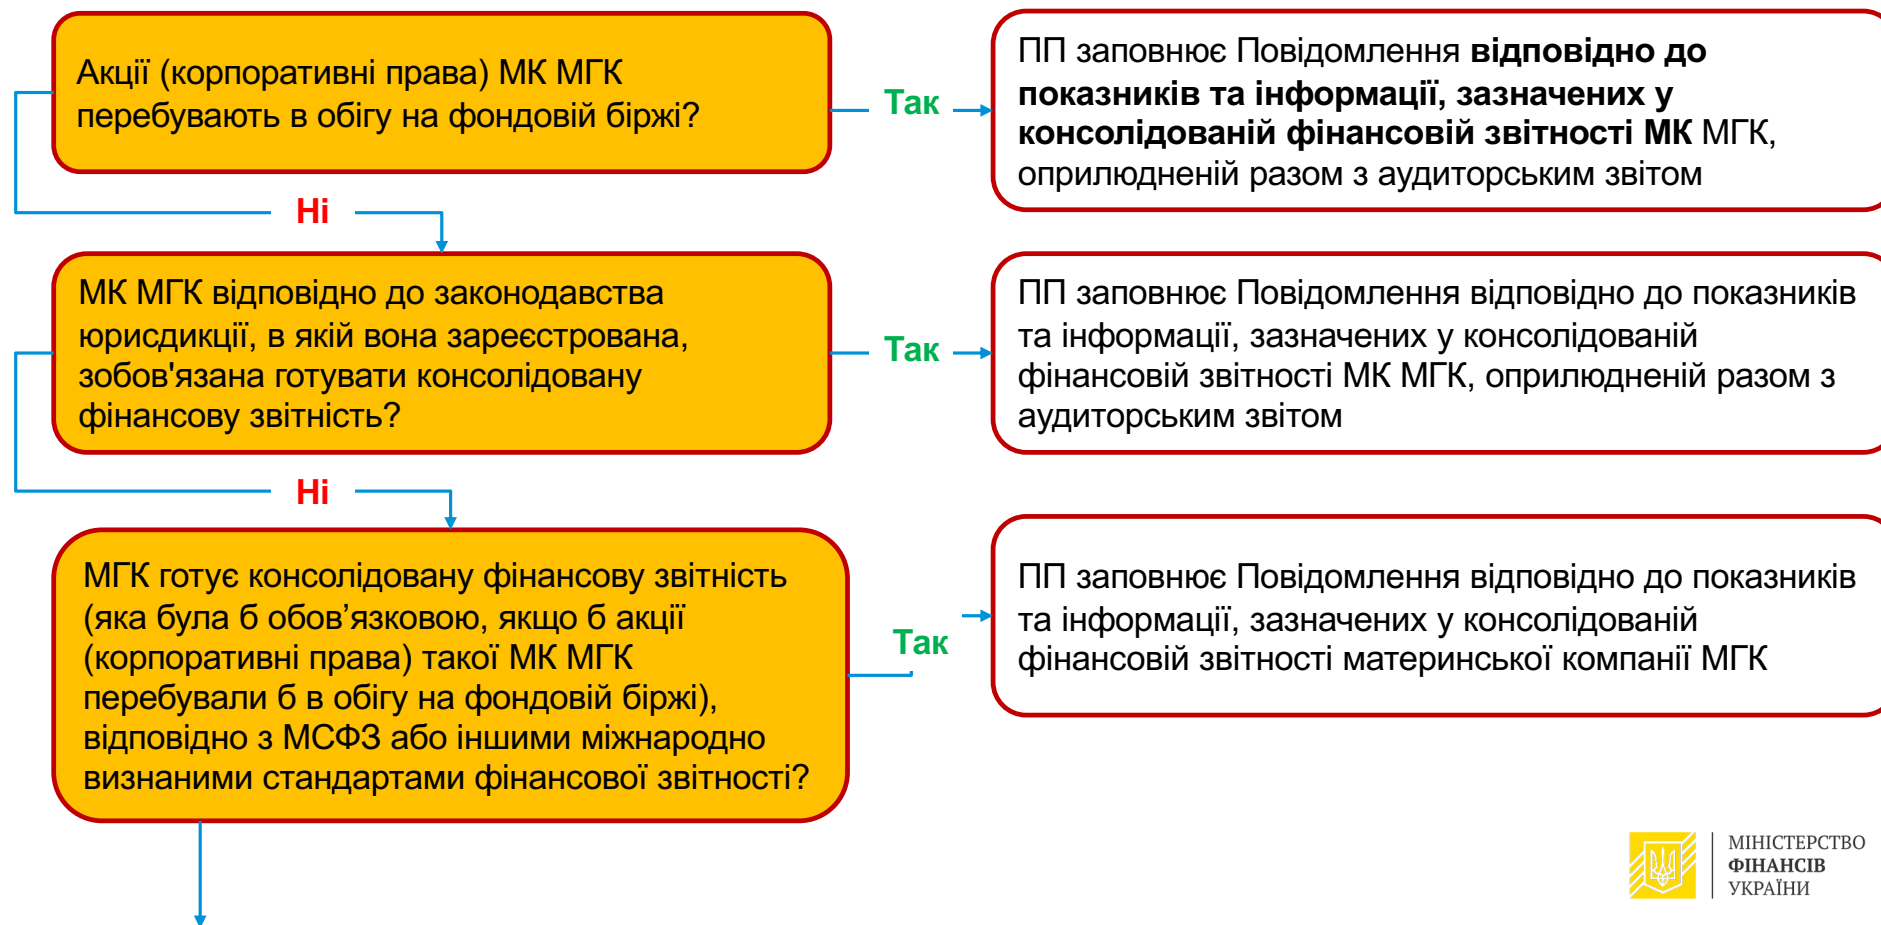 Акції (корпоративні права) МК МГК
перебувають в обігу на фондовій біржі?
Так
ПП заповнює Повідомлення відповідно до
показників та інформації, зазначених у
консолідованій фінансовій звітності МК МГК,
оприлюдненій разом з аудиторським звітом
Ні
МК МГК відповідно до законодавства
юрисдикції, в якій вона зареєстрована,
зобов'язана готувати консолідовану
фінансову звітність?
Так
ПП заповнює Повідомлення відповідно до показників
та інформації, зазначених у консолідованій
фінансовій звітності МК МГК, оприлюдненій разом з
аудиторським звітом
Ні
МГК готує консолідовану фінансову звітність
(яка була б обов’язковою, якщо б акції
(корпоративні права) такої МК МГК
перебували б в обігу на фондовій біржі),
відповідно з МСФЗ або іншими міжнародно
визнаними стандартами фінансової звітності?
Так
ПП заповнює Повідомлення відповідно до показників
та інформації, зазначених у консолідованій
фінансовій звітності материнської компанії МГК
МІНІСТЕРСТВО
ФІНАНСІВ
УКРАЇНИ